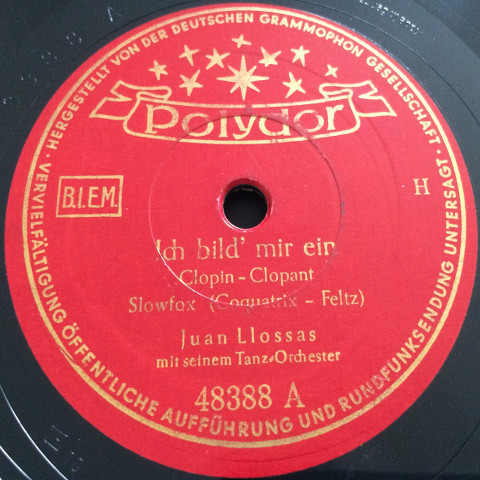 HERGESTELLT VON DER DEUTSCHEN GRAMMOPHON GESELLSCHAFT · VERVIELFÄLTIGUNG ÖFFENTLICHE AUFFÜHRUNG UND RUNDFUNKSENDUNG UNTERSAGT ·
Polydor
B.I.E.M.
H
Ich bild' mir ein
Clopin - Clopant
Slowfox (Coquatrix - Feltz)
Juan Llossas
mit seinem Tanz-Orchester
48388 A